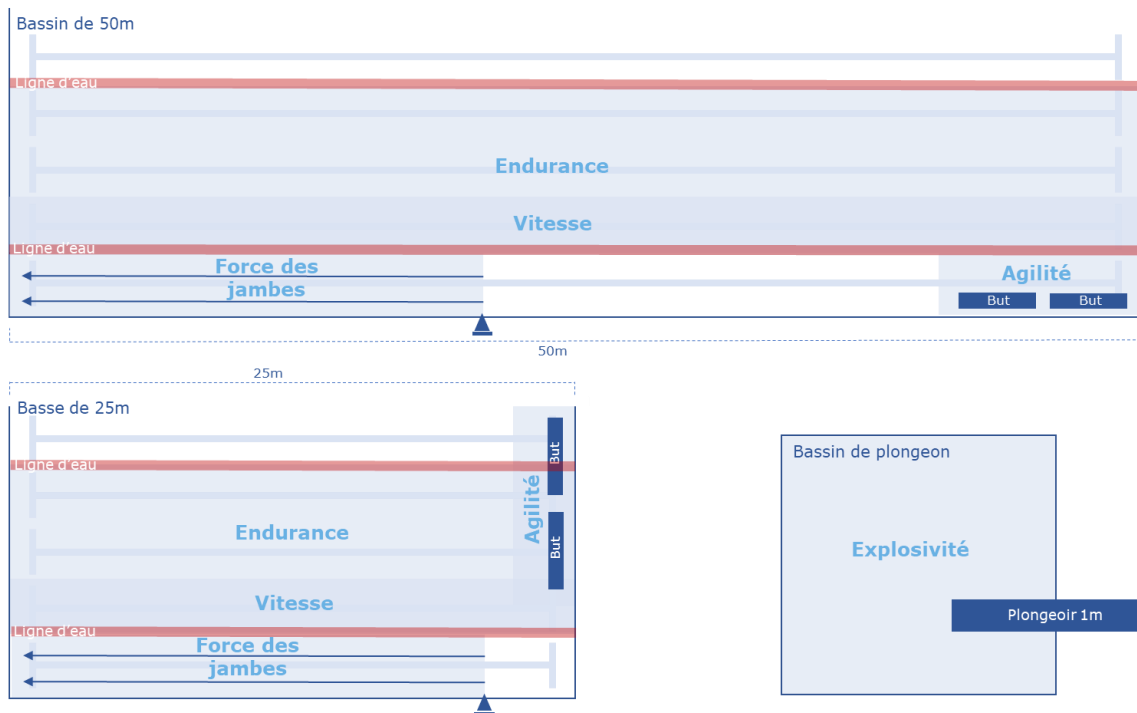 Bassin de 50m
Ligne d'eau
Endurance
Vitesse
Ligne d'eau
Force des
jambes
Agilité
But
But
50m
25m
Basse de 25m
Ligne d'eau
But
Agilité
Endurance
But
Vitesse
Ligne d'eau
Force des
jambes
Bassin de plongeon
Explosivité
Plongeoir 1m